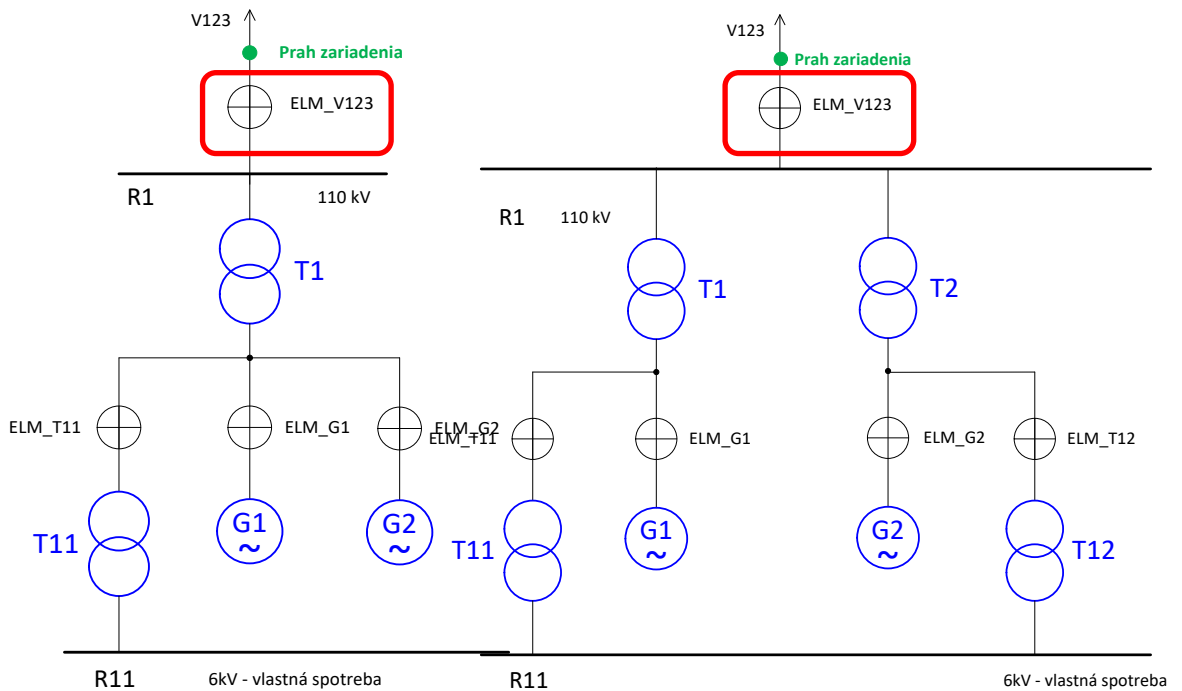 V123
Prah zariadenia
ELM_V123
R1
110 kV
T1
ELM_T11
ELM_G1
ELM_G2
T11
G1
~
G2
~
R11
6kV - vlastná spotreba
V123
Prah zariadenia
ELM_V123
R1
110 kV
T1
T2
ELM_T11
ELM_G1
ELM_G2
ELM_T12
T11
G1
~
G2
~
T12
R11
6kV - vlastná spotreba